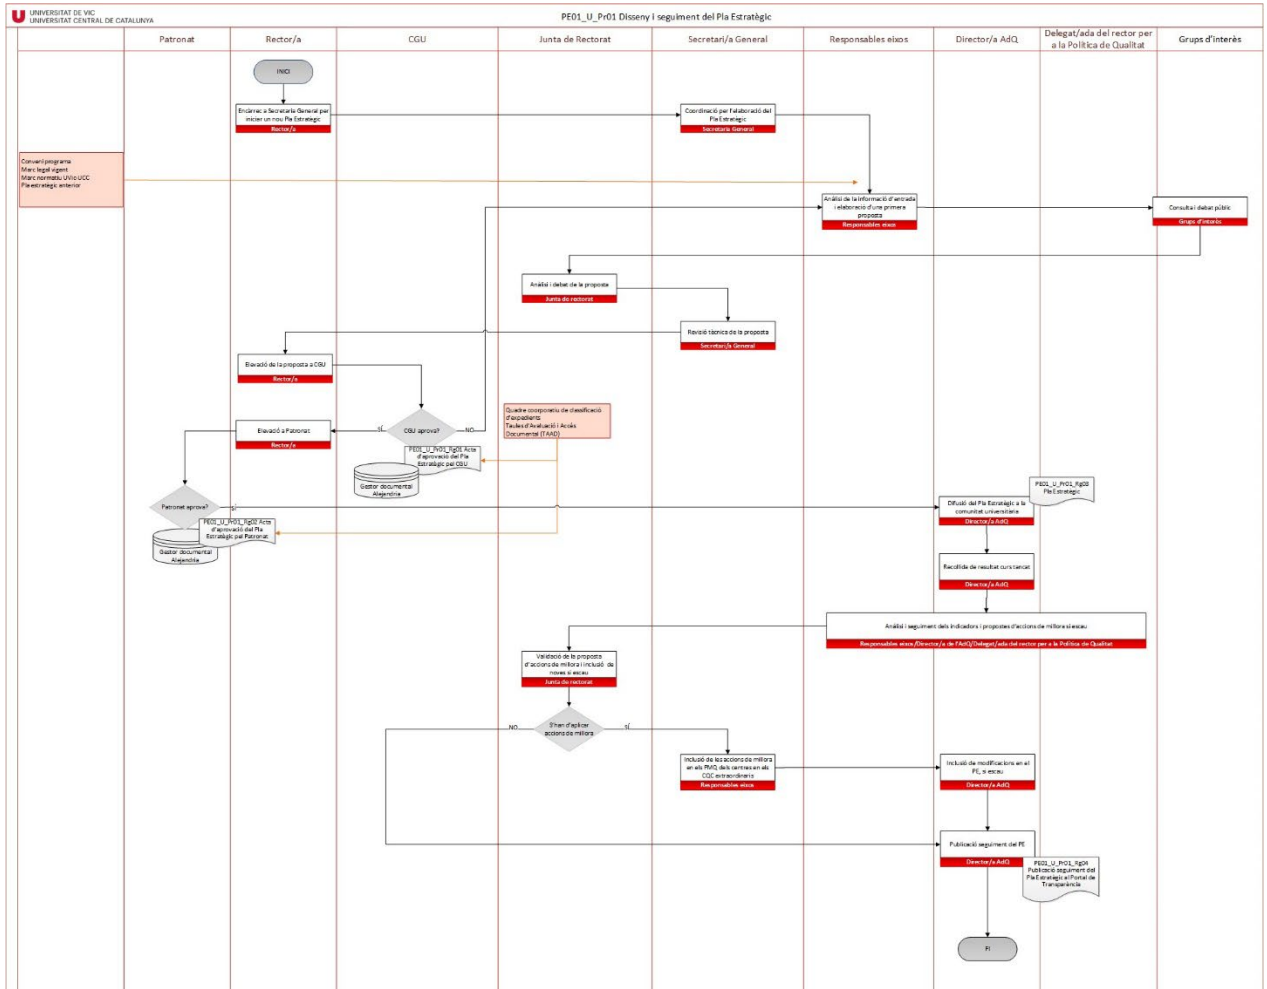 UNIVERSITAT DE VIC
UNIVERSITAT CENTRAL DE CATALUNYA
PE01_U_Pr01 Disseny i seguiment del Pla Estratègic
Patronat
Rector/a
CGU
Junta de Rectorat
Secretari/a General
Responsables eixos
Director/a AdQ
Delegat/ada del rector per
a la Política de Qualitat
Grups d'interès
INICI
Encàrrec a Secretaria General per
iniciar un nou Pla Estratègic
Rector/a
Coordinació per l'elaboració del
Pla Estratègic
Secretaria General
Conveni programa
Marc legal vigent
Marc normatiu UVic-UCC
Pla estratègic anterior
Anàlisi de la informació d'entrada
i elaboració d'una primera
proposta
Responsables eixos
Consulta i debat públic
Grups d'interès
Anàlisi i debat de la proposta
Junta de rectorat
Revisió tècnica de la proposta
Secretari/a General
Elevació de la proposta a CGU
Rector/a
Elevació a Patronat
Rector/a
SÍ
CGU aprova?
NO
Quadre coorporatiu de classificació
d'expedients
Taules d'Avaluació i Accés
Documental (TAAD)
PE01_U_Pr01_Rg01 Acta
d'aprovació del Pla
Estratègic pel CGU
Gestor documental
Alejandria
Patronat aprova?
SÍ
PE01_U_Pr01_Rg02 Acta
d'aprovació del Pla
Estratègic pel Patronat
Gestor documental
Alejandria
PE01_U_Pr01_Rg03
Pla Estratègic
Difusió del Pla Estratègic a la
comunitat universitària
Director/a AdQ
Recollida de resultat curs tancat
Director/a AdQ
Anàlisi i seguiment dels indicadors i propostes d'accions de millora si escau
Responsables eixos/Director/a de l'AdQ/Delegat/ada del rector per a la Política de Qualitat
Validació de la proposta
d'accions de millora i inclusió de
noves si escau
Junta de rectorat
NO
S'han d'aplicar
accions de millora
SÍ
Inclusió de les accions de millora
en els PMQ dels centres en els
CQC extraordinaris
Responsables eixos
Inclusió de modificacions en el
PE, si escau
Director/a AdQ
Publicació seguiment del PE
Director/a AdQ
PE01_U_Pr01_Rg04
Publicació seguiment del
Pla Estratègic al Portal de
Transparència
FI